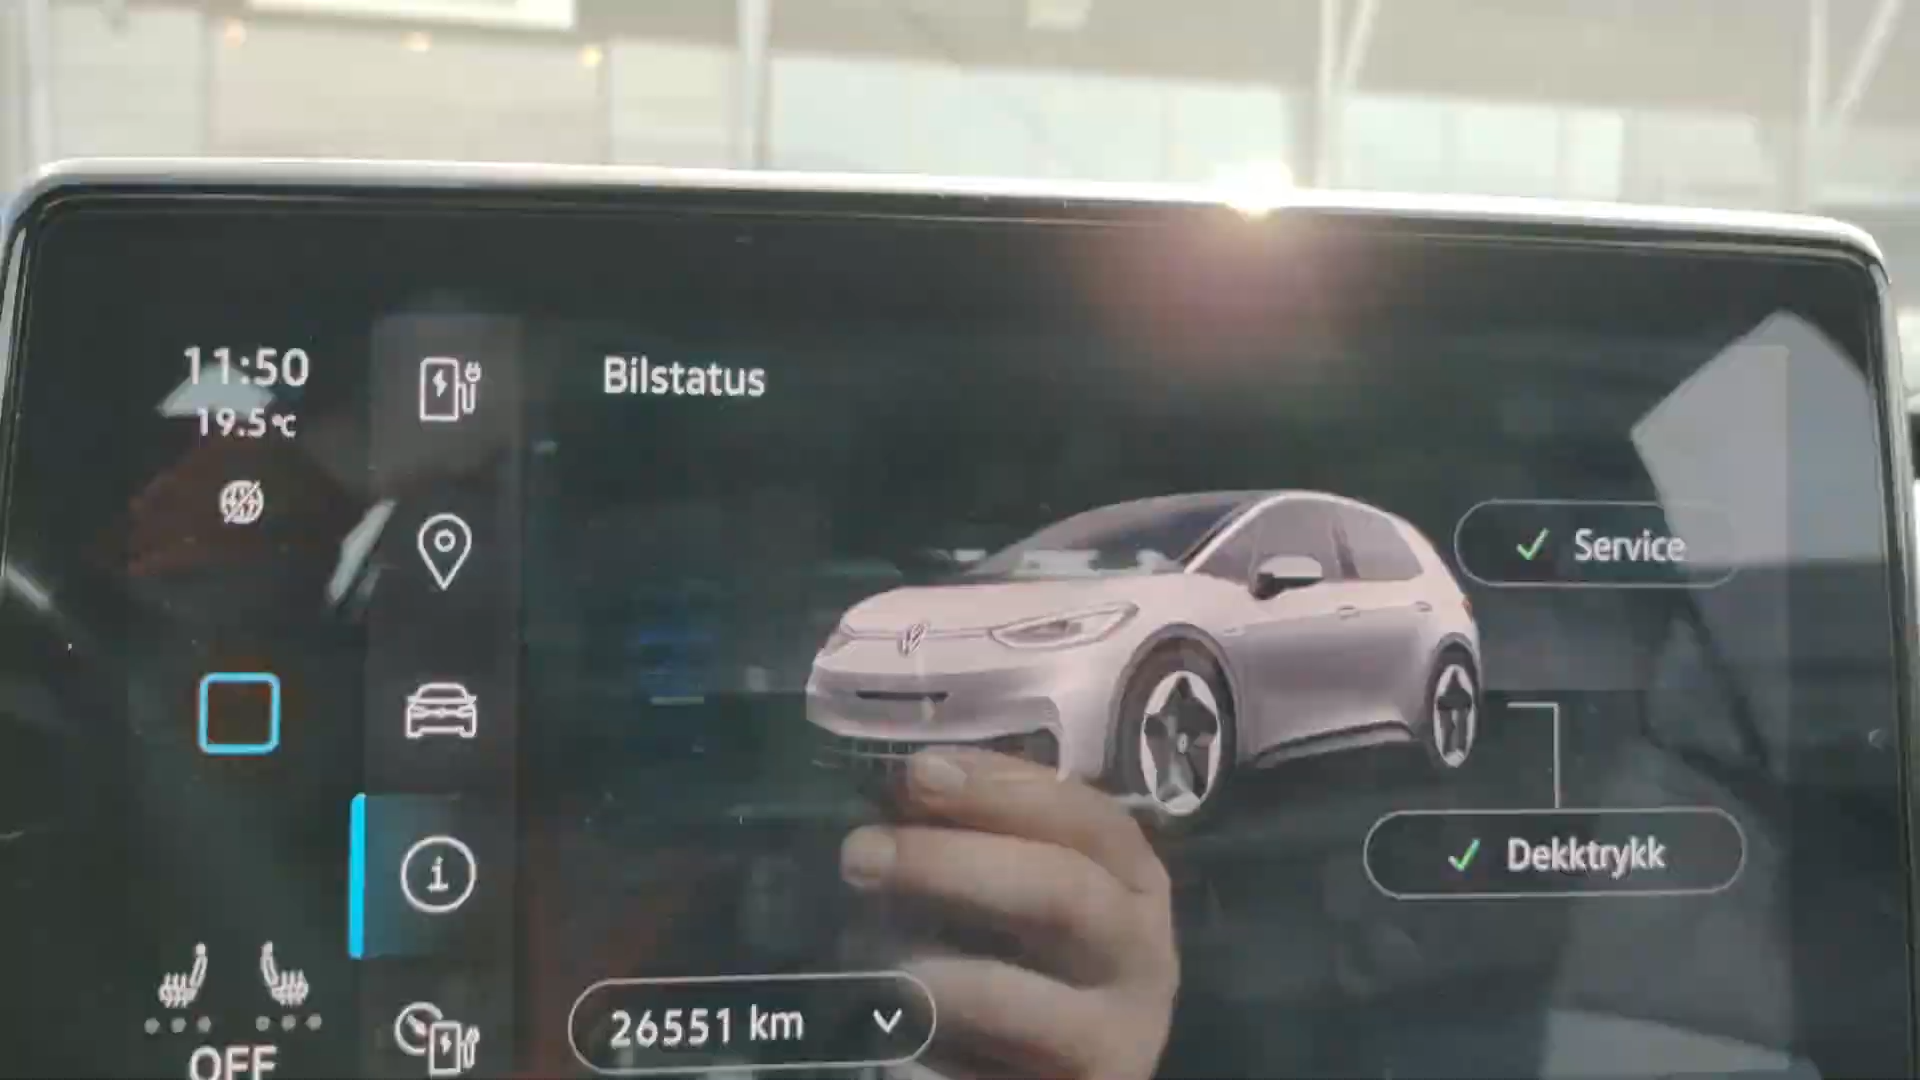 11:50
19.5°C
Bilstatus
Service
Dekktrykk
26551 km
OFF